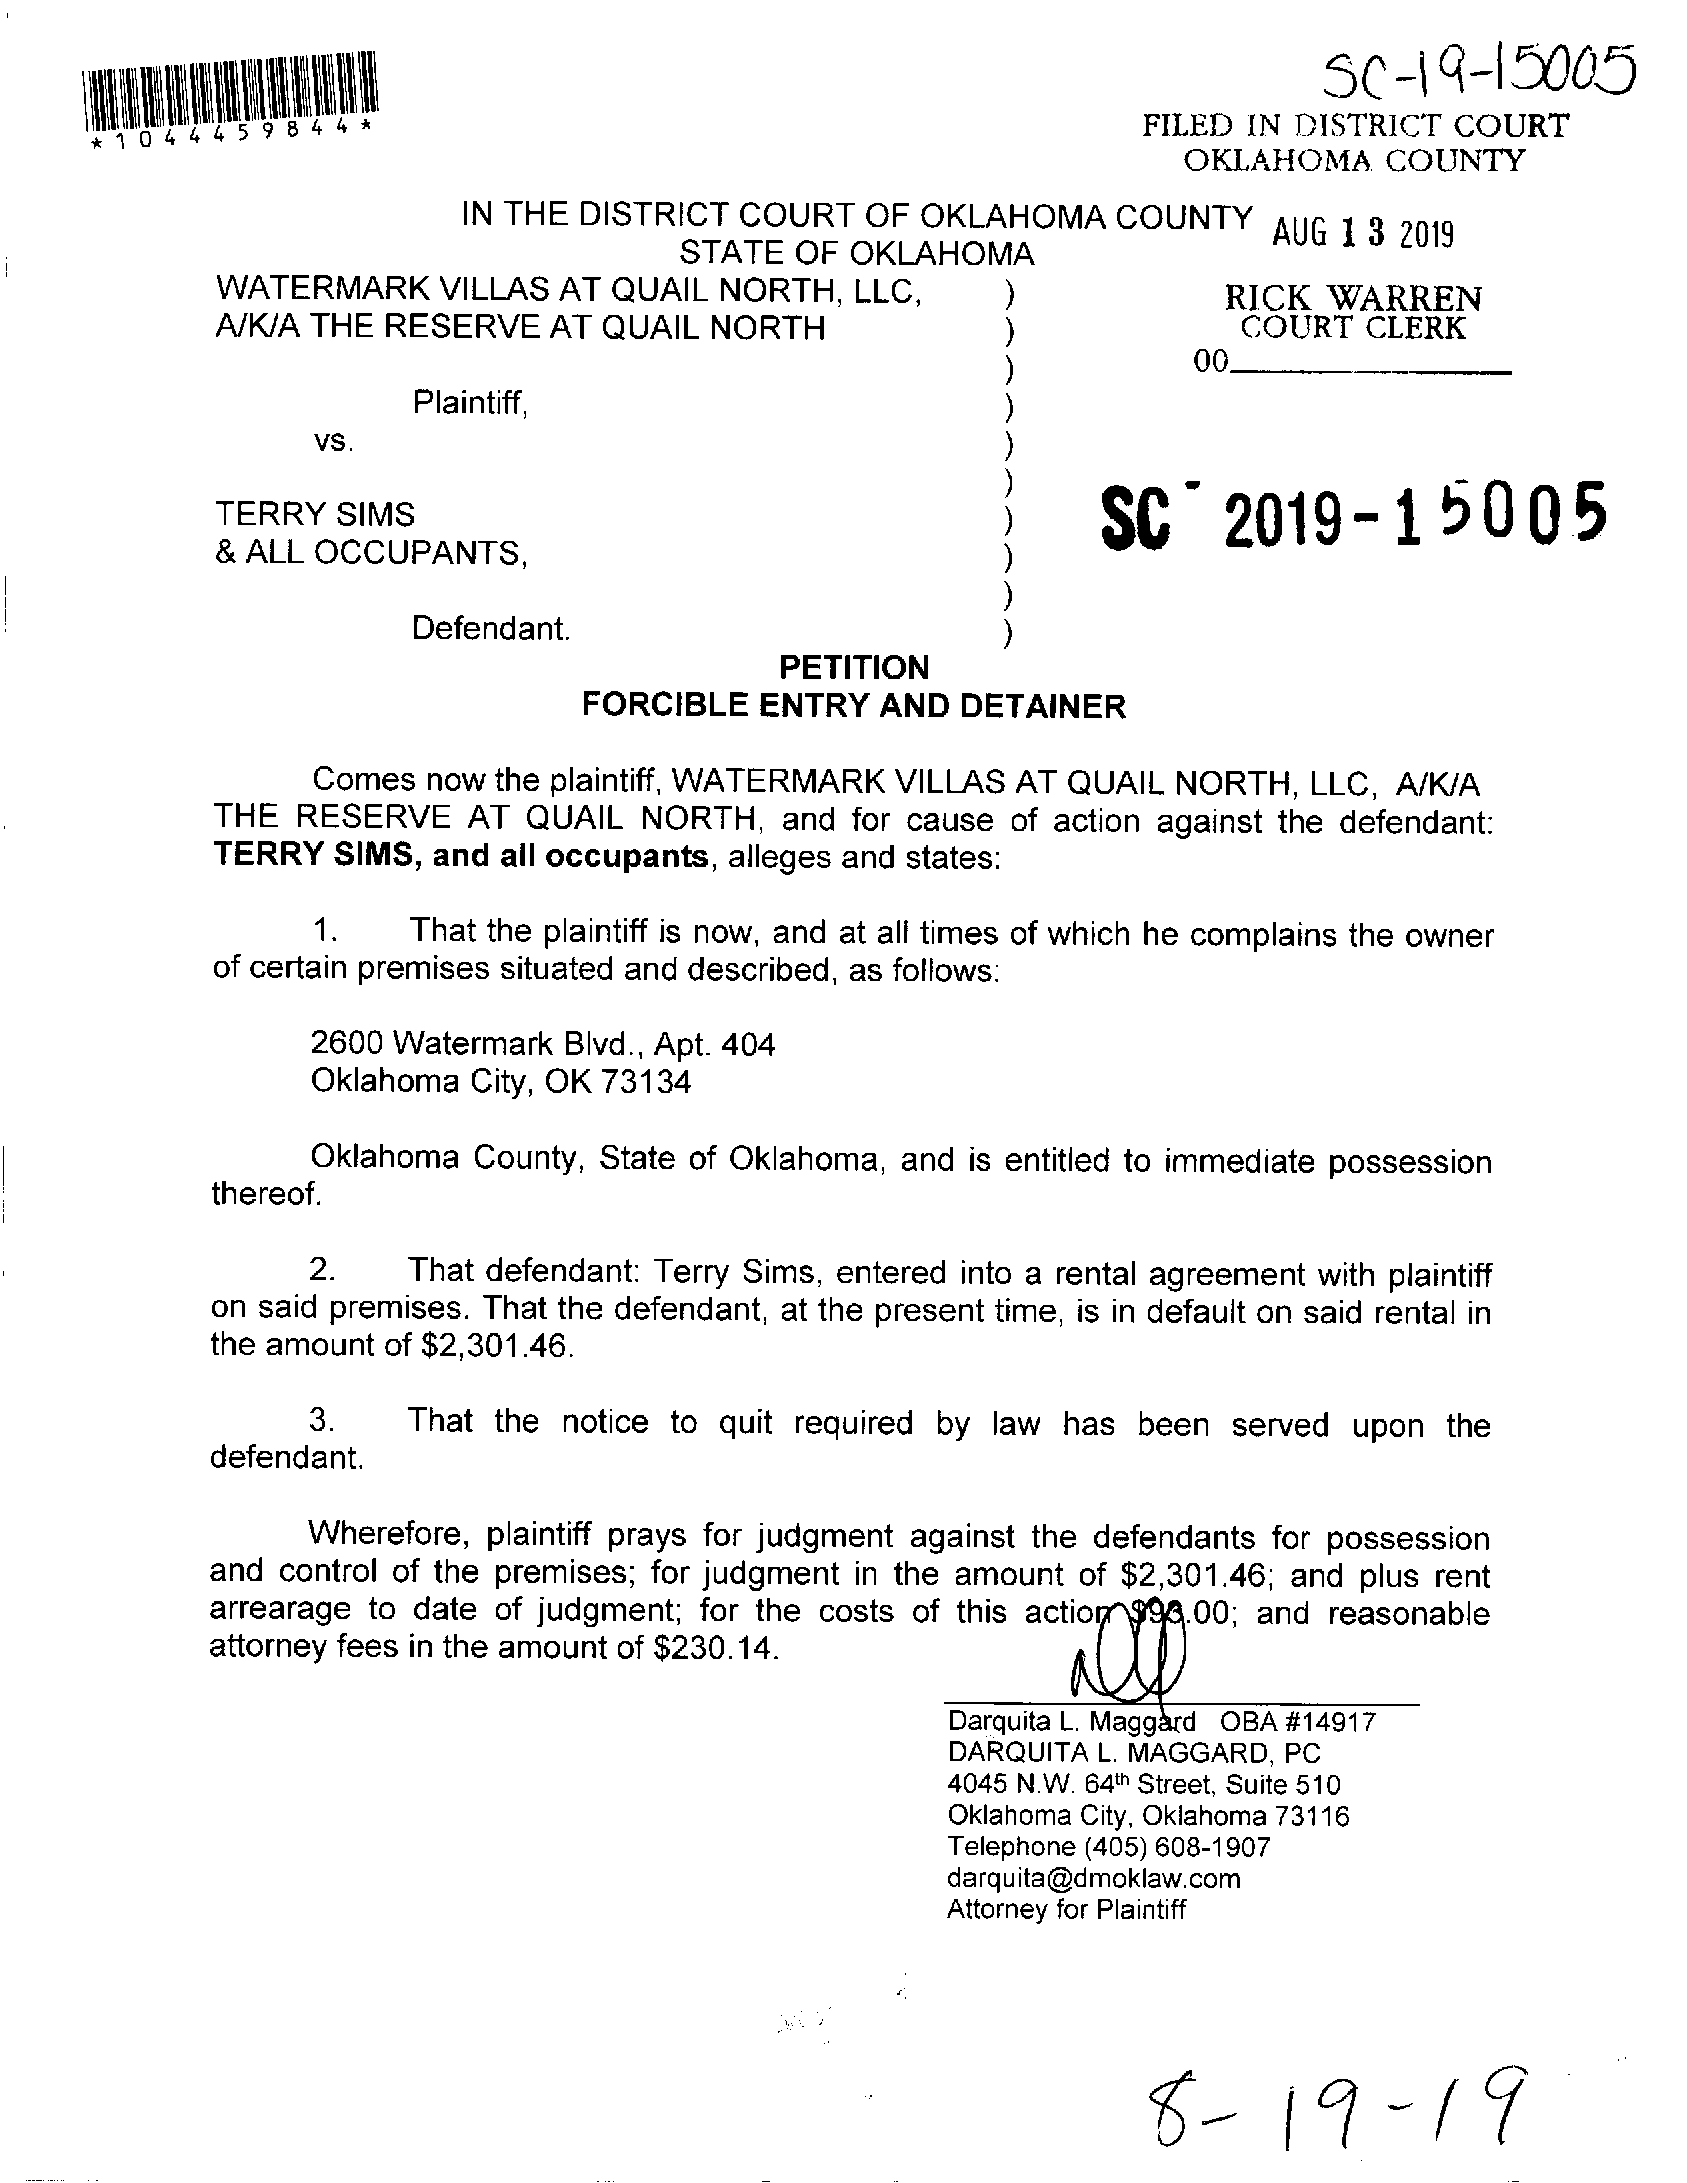 SC-19-15005
*1044459844*
FILED IN DISTRICT COURT
OKLAHOMA COUNTY
IN THE DISTRICT COURT OF OKLAHOMA COUNTY
AUG 13 2019
STATE OF OKLAHOMA
WATERMARK VILLAS AT QUAIL NORTH, LLC, )
RICK WARREN
A/K/A THE RESERVE AT QUAIL NORTH )
COURT CLERK
)
00
Plaintiff, )
vs. )
)
SC 2019-15005
TERRY SIMS )
& ALL OCCUPANTS, )
)
Defendant. )
PETITION
FORCIBLE ENTRY AND DETAINER
Comes now the plaintiff, WATERMARK VILLAS AT QUAIL NORTH, LLC, A/K/A
THE RESERVE AT QUAIL NORTH, and for cause of action against the defendant:
TERRY SIMS, and all occupants, alleges and states:
1. That the plaintiff is now, and at all times of which he complains the owner
of certain premises situated and described, as follows:
2600 Watermark Blvd., Apt. 404
Oklahoma City, OK 73134
Oklahoma County, State of Oklahoma, and is entitled to immediate possession
thereof.
2. That defendant: Terry Sims, entered into a rental agreement with plaintiff
on said premises. That the defendant, at the present time, is in default on said rental in
the amount of $2,301.46.
3. That the notice to quit required by law has been served upon the
defendant.
Wherefore, plaintiff prays for judgment against the defendants for possession
and control of the premises; for judgment in the amount of $2,301.46; and plus rent
arrearage to date of judgment; for the costs of this action and reasonable
attorney fees in the amount of $230.14.
Darquita L. Maggard OBA #14917
DARQUITA L. MAGGARD, PC
4045 N.W. 64th Street, Suite 510
Oklahoma City, Oklahoma 73116
Telephone (405) 608-1907
darquita@dmoklaw.com
Attorney for Plaintiff
8-19-19